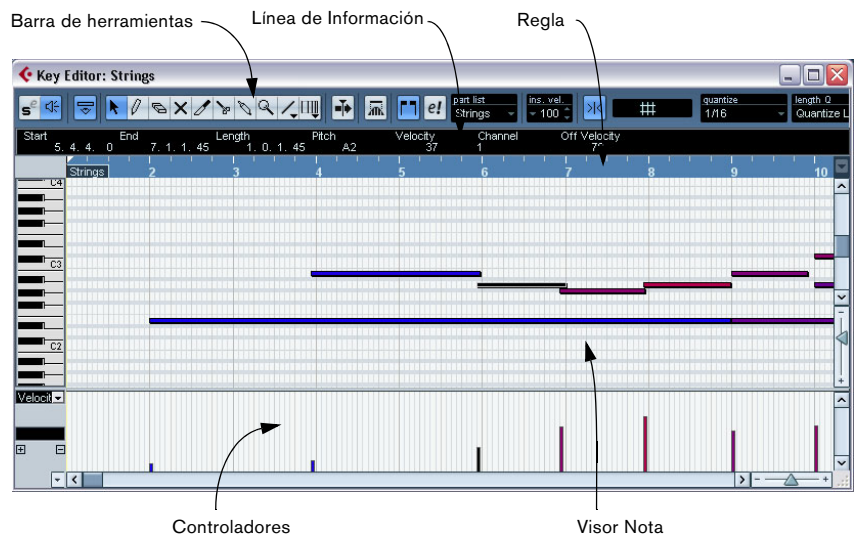 Barra de herramientas
Línea de Información
Regla
Key Editor: Strings
part list
Strings
ins. vel.
100
quantize
1/16
length Q
Quantize L
Start End Length Pitch Velocity Channel Off Velocity
5. 4. 4. 0 7. 1. 1. 45 1. 0. 1. 45 A2 37 1
Strings 2 3 4 5 6 7 8 9 10
C4
C3
C2
Velocit
Controladores
Visor Nota